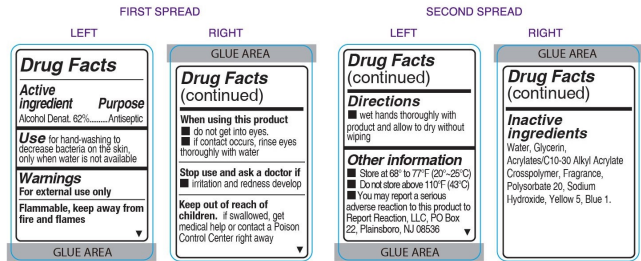 FIRST SPREAD
LEFT
Drug Facts
Active
ingredient Purpose
Alcohol Denat. 62%.........Antiseptic
Use for hand-washing to
decrease bacteria on the skin,
only when water is not available
Warnings
For external use only
Flammable, keep away from
fire and flames
▼
GLUE AREA
RIGHT
GLUE AREA
Drug Facts
(continued)
When using this product
■ do not get into eyes.
■ if contact occurs, rinse eyes
thoroughly with water
Stop use and ask a doctor if
■ irritation and redness develop
Keep out of reach of
children. if swallowed, get
medical help or contact a Poison
Control Center right away
▼
SECOND SPREAD
LEFT
Drug Facts
(continued)
Directions
■ wet hands thoroughly with
product and allow to dry without
wiping
Other information
■ Store at 68° to 77°F (20°~25°C)
■ Do not store above 110°F (43°C)
■ You may report a serious
adverse reaction to this product to
Report Reaction, LLC, PO Box
22, Plainsboro, NJ 08536
▼
GLUE AREA
RIGHT
GLUE AREA
Drug Facts
(continued)
Inactive
ingredients
Water, Glycerin,
Acrylates/C10-30 Alkyl Acrylate
Crosspolymer, Fragrance,
Polysorbate 20, Sodium
Hydroxide, Yellow 5, Blue 1.